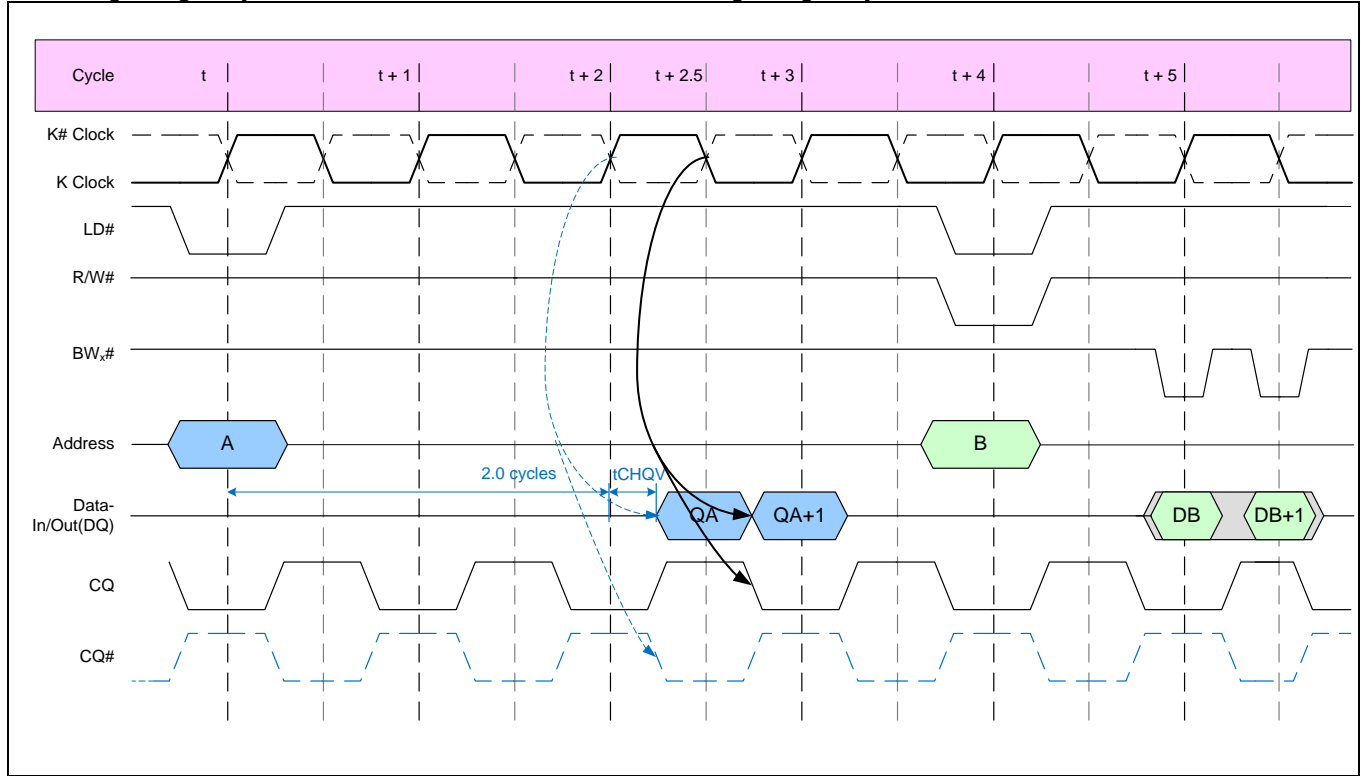 Cycle t t + 1 t + 2 t + 2.5 t + 3 t + 4 t + 5
K# Clock
K Clock
LD#
R/W#
BWx#
Address A B
2.0 cycles tCHQV
Data-
In/Out(DQ) QA QA+1 DB DB+1
CQ
CQ#